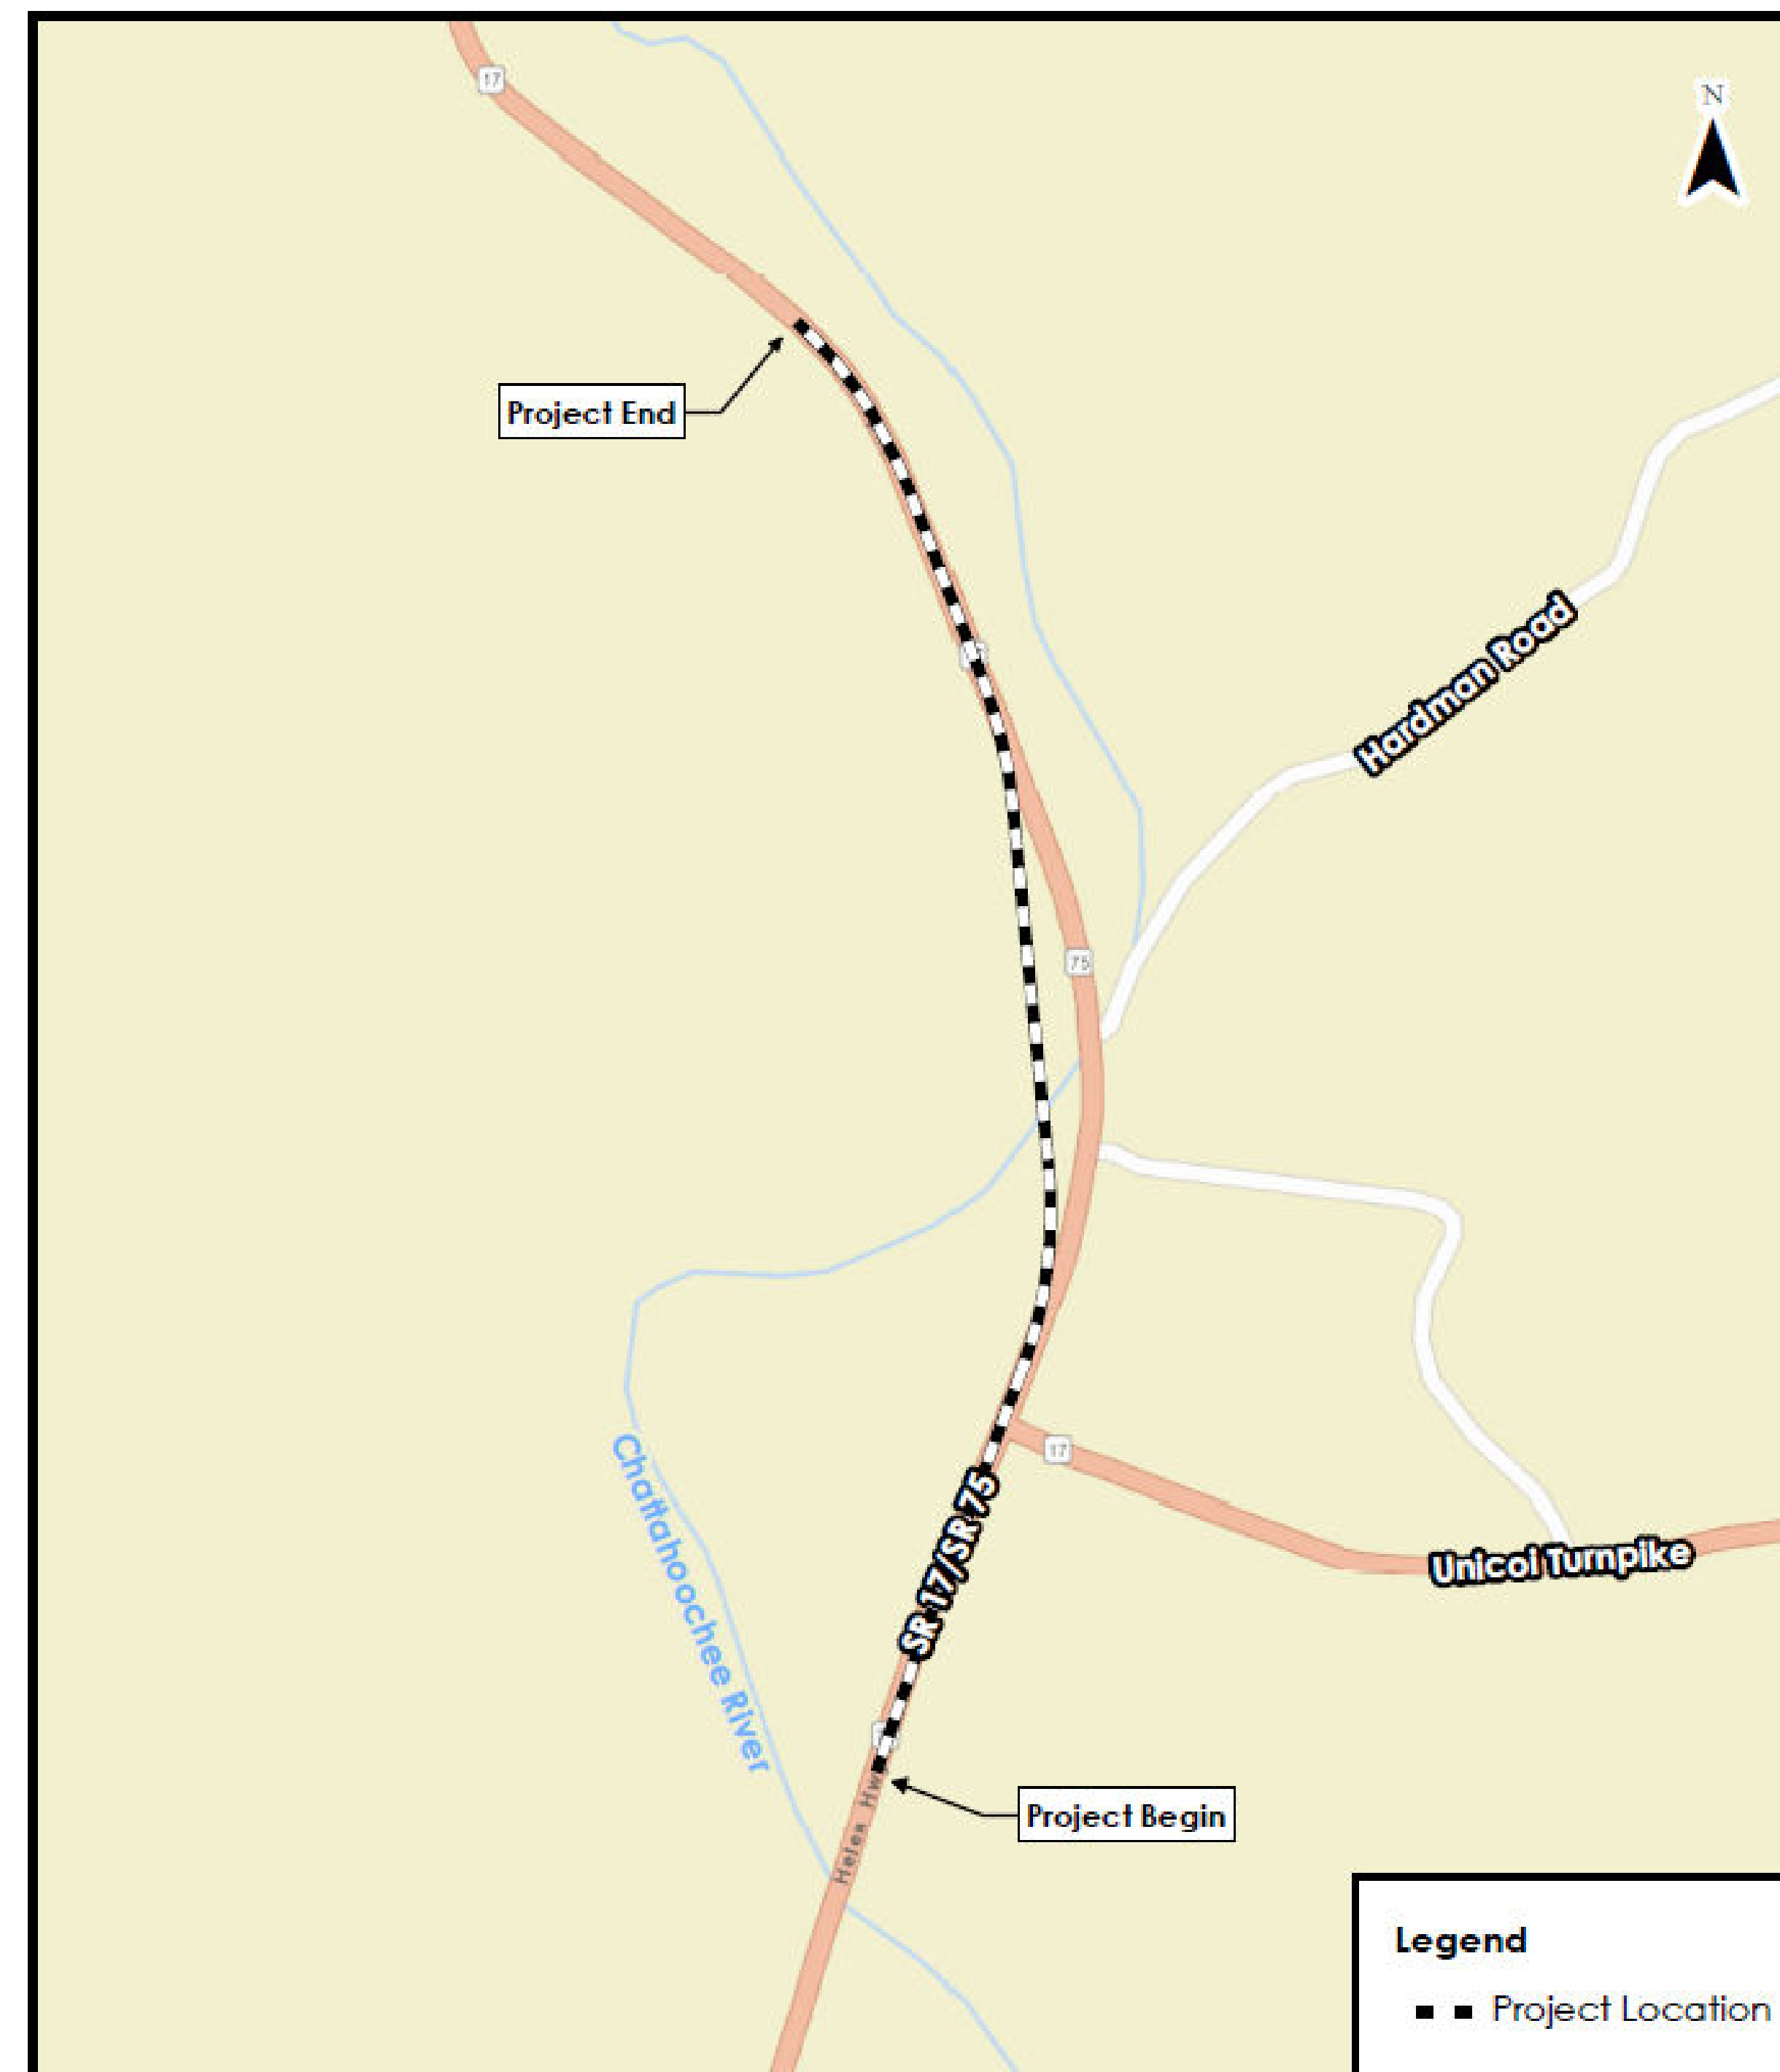 17
N
Project End
Hardman Road
75
17
Chattahoochee River
SR 17/SR 75
Unicoi Turnpike
Project Begin
Helen
Legend
Project Location